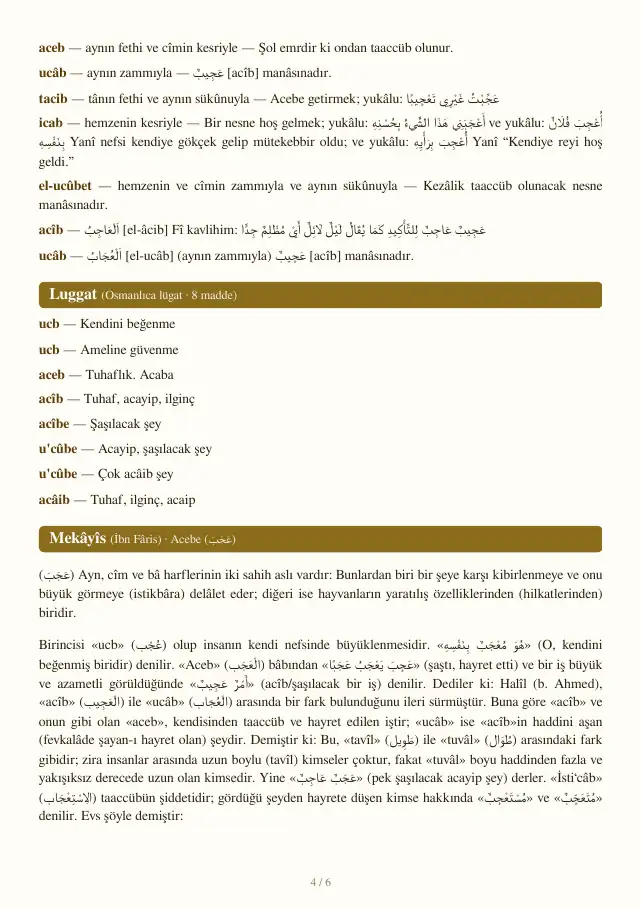 aceb — aynın fethi ve cîmin kesriyle — Şol emrdir ki ondan taaccüb olunur.
ucâb — aynın zammıyla — عَجِيبٌ [acîb] manâsınadır.
tacib — tânın fethi ve aynın sükûnuyla — Acebe getirmek; yukâlu: عَجَّبْتُ غَيْرِي تَعْجِيبًا
icab — hemzenin kesriyle — Bir nesne hoş gelmek; yukâlu: أَعْجَبَنِي هَذَا الشَّيْءُ بِحُسْنِهِ ve yukâlu: أُعْجِبَ فُلَانٌ
بِنَفْسِهِ Yanî nefsi kendiye gökçek gelip mütekebbir oldu; ve yukâlu: أُعْجِبَ بِرَأْيِهِ Yanî “Kendiye reyi hoş
geldi.”
el-ucûbet — hemzenin ve cîmin zammıyla ve aynın sükûnuyla — Kezâlik taaccüb olunacak nesne
manâsınadır.
acîb — اَلْعَاجِبُ [el-âcib] Fî kavlihim: عَجِيبٌ عَاجِبٌ لِلتَّأْكِيدِ كَمَا يُقَالُ لَيْلٌ لَائِلٌ أَيْ مُظْلِمٌ جِدًّا
ucâb — اَلْعُجَابُ [el-ucâb] (aynın zammıyla) عَجِيبٌ [acîb] manâsınadır.
Luggat (Osmanlıca lügat · 8 madde)
ucb — Kendini beğenme
ucb — Ameline güvenme
aceb — Tuhaflık. Acaba
acîb — Tuhaf, acayip, ilginç
acîbe — Şaşılacak şey
u'cûbe — Acayip, şaşılacak şey
u'cûbe — Çok acâib şey
acâib — Tuhaf, ilginç, acaip
Mekâyîs (İbn Fâris) · Acebe (عَجَبَ)
(عَجَبَ) Ayn, cîm ve bâ harflerinin iki sahih aslı vardır: Bunlardan biri bir şeye karşı kibirlenmeye ve onu
büyük görmeye (istikbâra) delâlet eder; diğeri ise hayvanların yaratılış özelliklerinden (hilkatlerinden)
biridir.
Birincisi «ucb» (عُجْب) olup insanın kendi nefsinde büyüklenmesidir. «هُوَ مُعْجَبٌ بِنَفْسِهِ» (O, kendini
beğenmiş biridir) denilir. «Aceb» (الْعَجَب) bâbından «عَجِبَ يَعْجَبُ عَجَبًا» (şaştı, hayret etti) ve bir iş büyük
ve azametli görüldüğünde «أَمْرٌ عَجِيبٌ» (acîb/şaşılacak bir iş) denilir. Dediler ki: Halîl (b. Ahmed),
«acîb» (الْعَجِيب) ile «ucâb» (الْعُجَاب) arasında bir fark bulunduğunu ileri sürmüştür. Buna göre «acîb» ve
onun gibi olan «aceb», kendisinden taaccüb ve hayret edilen iştir; «ucâb» ise «acîb»in haddini aşan
(fevkalâde şayan-ı hayret olan) şeydir. Demiştir ki: Bu, «tavîl» (طَوِيل) ile «tuvâl» (طُوَال) arasındaki fark
gibidir; zira insanlar arasında uzun boylu (tavîl) kimseler çoktur, fakat «tuvâl» boyu haddinden fazla ve
yakışıksız derecede uzun olan kimsedir. Yine «عَجَبٌ عَاجِبٌ» (pek şaşılacak acayip şey) derler. «İsti‘câb»
(الِاسْتِعْجَاب) taaccübün şiddetidir; gördüğü şeyden hayrete düşen kimse hakkında «مُسْتَعْجِبٌ» ve «مُتَعَجِّبٌ»
denilir. Evs şöyle demiştir:
4 / 6